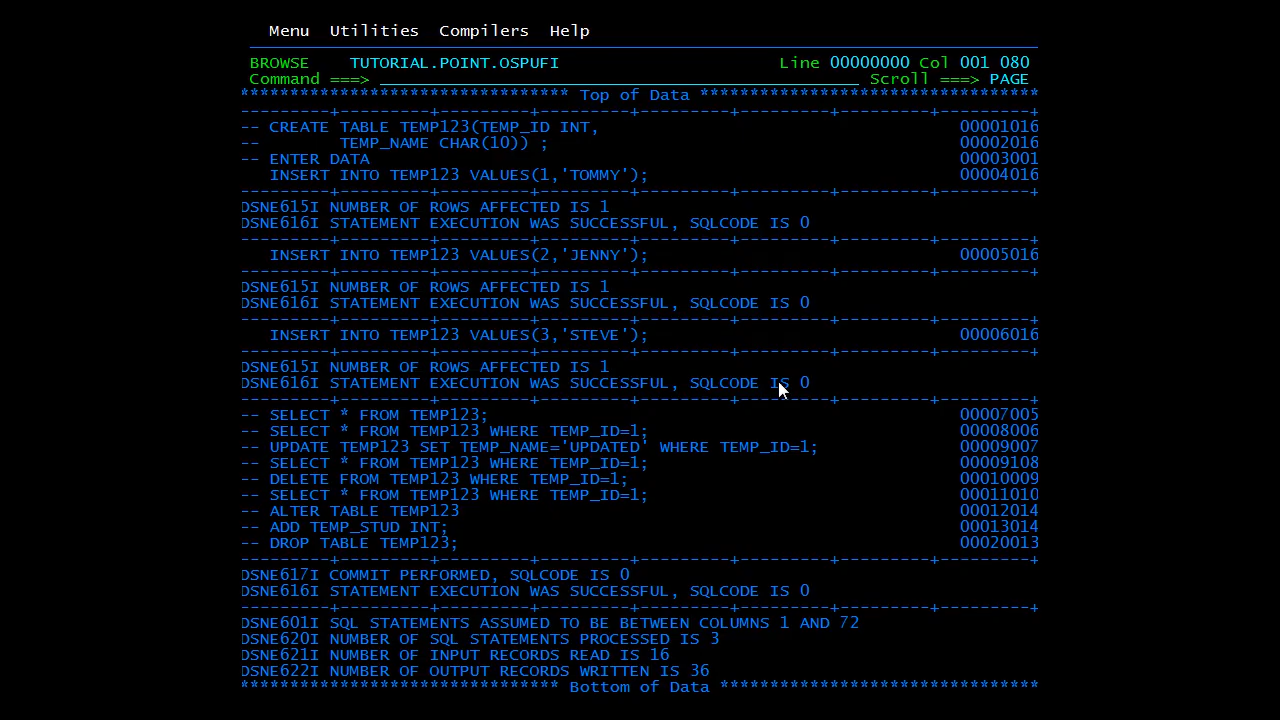 Menu  Utilities  Compilers  Help
BROWSE    TUTORIAL.POINT.OSPUFI                      Line 00000000 Col 001 080
Command ===>                                                  Scroll ===> PAGE
********************************* Top of Data **********************************
---------+---------+---------+---------+---------+---------+---------+---------+
-- CREATE TABLE TEMP123(TEMP_ID INT,                                    00001016
--        TEMP_NAME CHAR(10)) ;                                         00002016
-- ENTER DATA                                                           00003001
   INSERT INTO TEMP123 VALUES(1,'TOMMY');                               00004016
---------+---------+---------+---------+---------+---------+---------+---------+
DSNE615I NUMBER OF ROWS AFFECTED IS 1
DSNE616I STATEMENT EXECUTION WAS SUCCESSFUL, SQLCODE IS 0
---------+---------+---------+---------+---------+---------+---------+---------+
   INSERT INTO TEMP123 VALUES(2,'JENNY');                               00005016
---------+---------+---------+---------+---------+---------+---------+---------+
DSNE615I NUMBER OF ROWS AFFECTED IS 1
DSNE616I STATEMENT EXECUTION WAS SUCCESSFUL, SQLCODE IS 0
---------+---------+---------+---------+---------+---------+---------+---------+
   INSERT INTO TEMP123 VALUES(3,'STEVE');                               00006016
---------+---------+---------+---------+---------+---------+---------+---------+
DSNE615I NUMBER OF ROWS AFFECTED IS 1
DSNE616I STATEMENT EXECUTION WAS SUCCESSFUL, SQLCODE IS 0
---------+---------+---------+---------+---------+---------+---------+---------+
-- SELECT * FROM TEMP123;                                               00007005
-- SELECT * FROM TEMP123 WHERE TEMP_ID=1;                               00008006
-- UPDATE TEMP123 SET TEMP_NAME='UPDATED' WHERE TEMP_ID=1;              00009007
-- SELECT * FROM TEMP123 WHERE TEMP_ID=1;                               00009108
-- DELETE FROM TEMP123 WHERE TEMP_ID=1;                                 00010009
-- SELECT * FROM TEMP123 WHERE TEMP_ID=1;                               00011010
-- ALTER TABLE TEMP123                                                  00012014
-- ADD TEMP_STUD INT;                                                   00013014
-- DROP TABLE TEMP123;                                                  00020013
---------+---------+---------+---------+---------+---------+---------+---------+
DSNE617I COMMIT PERFORMED, SQLCODE IS 0
DSNE616I STATEMENT EXECUTION WAS SUCCESSFUL, SQLCODE IS 0
---------+---------+---------+---------+---------+---------+---------+---------+
DSNE601I SQL STATEMENTS ASSUMED TO BE BETWEEN COLUMNS 1 AND 72
DSNE620I NUMBER OF SQL STATEMENTS PROCESSED IS 3
DSNE621I NUMBER OF INPUT RECORDS READ IS 16
DSNE622I NUMBER OF OUTPUT RECORDS WRITTEN IS 36
******************************** Bottom of Data ********************************